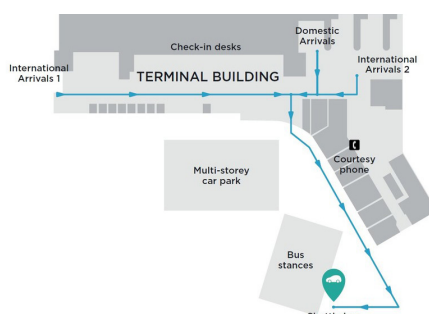 Domestic
Arrivals
Check-in desks
International
Arrivals 1
International
Arrivals 2
TERMINAL BUILDING
Courtesy
phone
Multi-storey
car park
Bus
stances